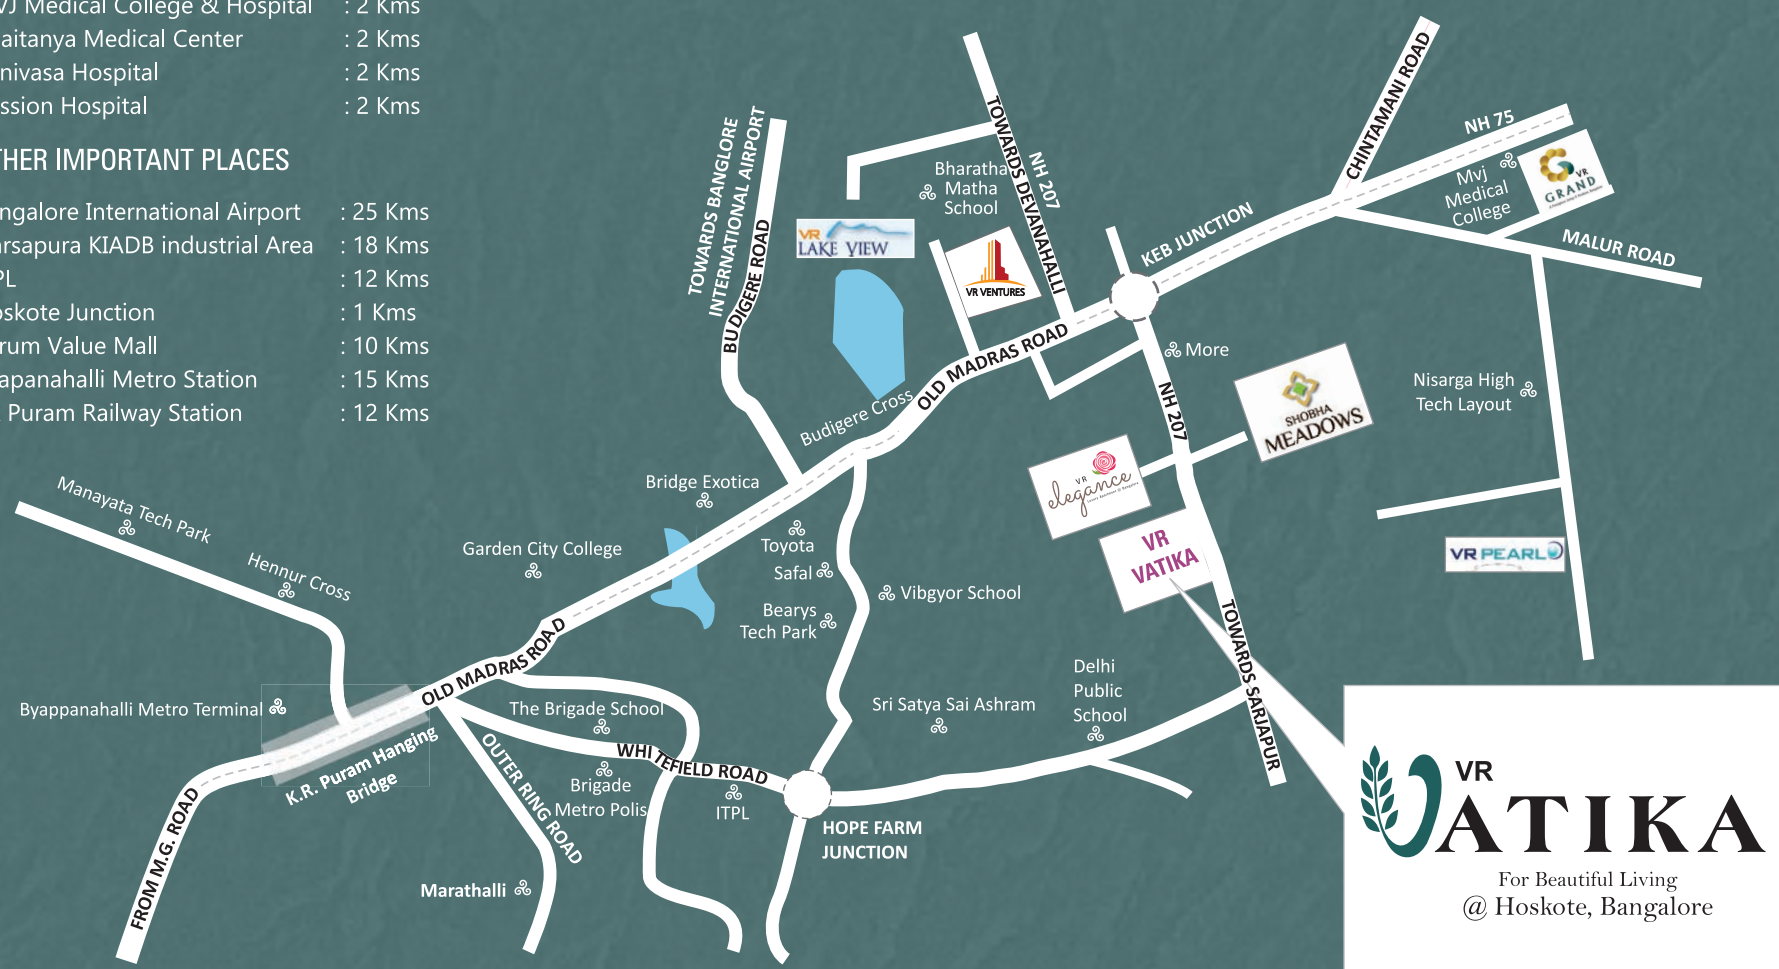 VJ Medical College & Hospital : 2 Kms
aitanya Medical Center : 2 Kms
nivasa Hospital : 2 Kms
ssion Hospital : 2 Kms
THER IMPORTANT PLACES
ngalore International Airport : 25 Kms
arsapura KIADB industrial Area : 18 Kms
PL : 12 Kms
oskote Junction : 1 Kms
rum Value Mall : 10 Kms
apanahalli Metro Station : 15 Kms
Puram Railway Station : 12 Kms
TOWARDS BANGLORE
INTERNATIONAL AIRPORT
BUDIGERE ROAD
VR
LAKE VIEW
Bharatha
Matha
School
TOWARDS DEVANAHALLI
NH 207
VR VENTURES
KEB JUNCTION
CHINTAMANI ROAD
NH 75
Mvj
Medical
College
VR
GRAND
MALUR ROAD
OLD MADRAS ROAD
Budigere Cross
More
NH 207
SHOBHA
MEADOWS
Nisarga High
Tech Layout
VR
elegance
VR
VATIKA
VR PEARL
TOWARDS SARJAPUR
Bridge Exotica
Garden City College
Toyota
Safal
Bearys
Tech Park
Vibgyor School
Manayata Tech Park
Hennur Cross
OLD MADRAS ROAD
Byappanahalli Metro Terminal
K.R. Puram Hanging
Bridge
FROM M.G. ROAD
The Brigade School
WHITEFIELD ROAD
OUTER RING ROAD
Brigade
Metro Polis
ITPL
Marathalli
Sri Satya Sai Ashram
Delhi
Public
School
HOPE FARM
JUNCTION
VR
VATIKA
For Beautiful Living
@ Hoskote, Bangalore